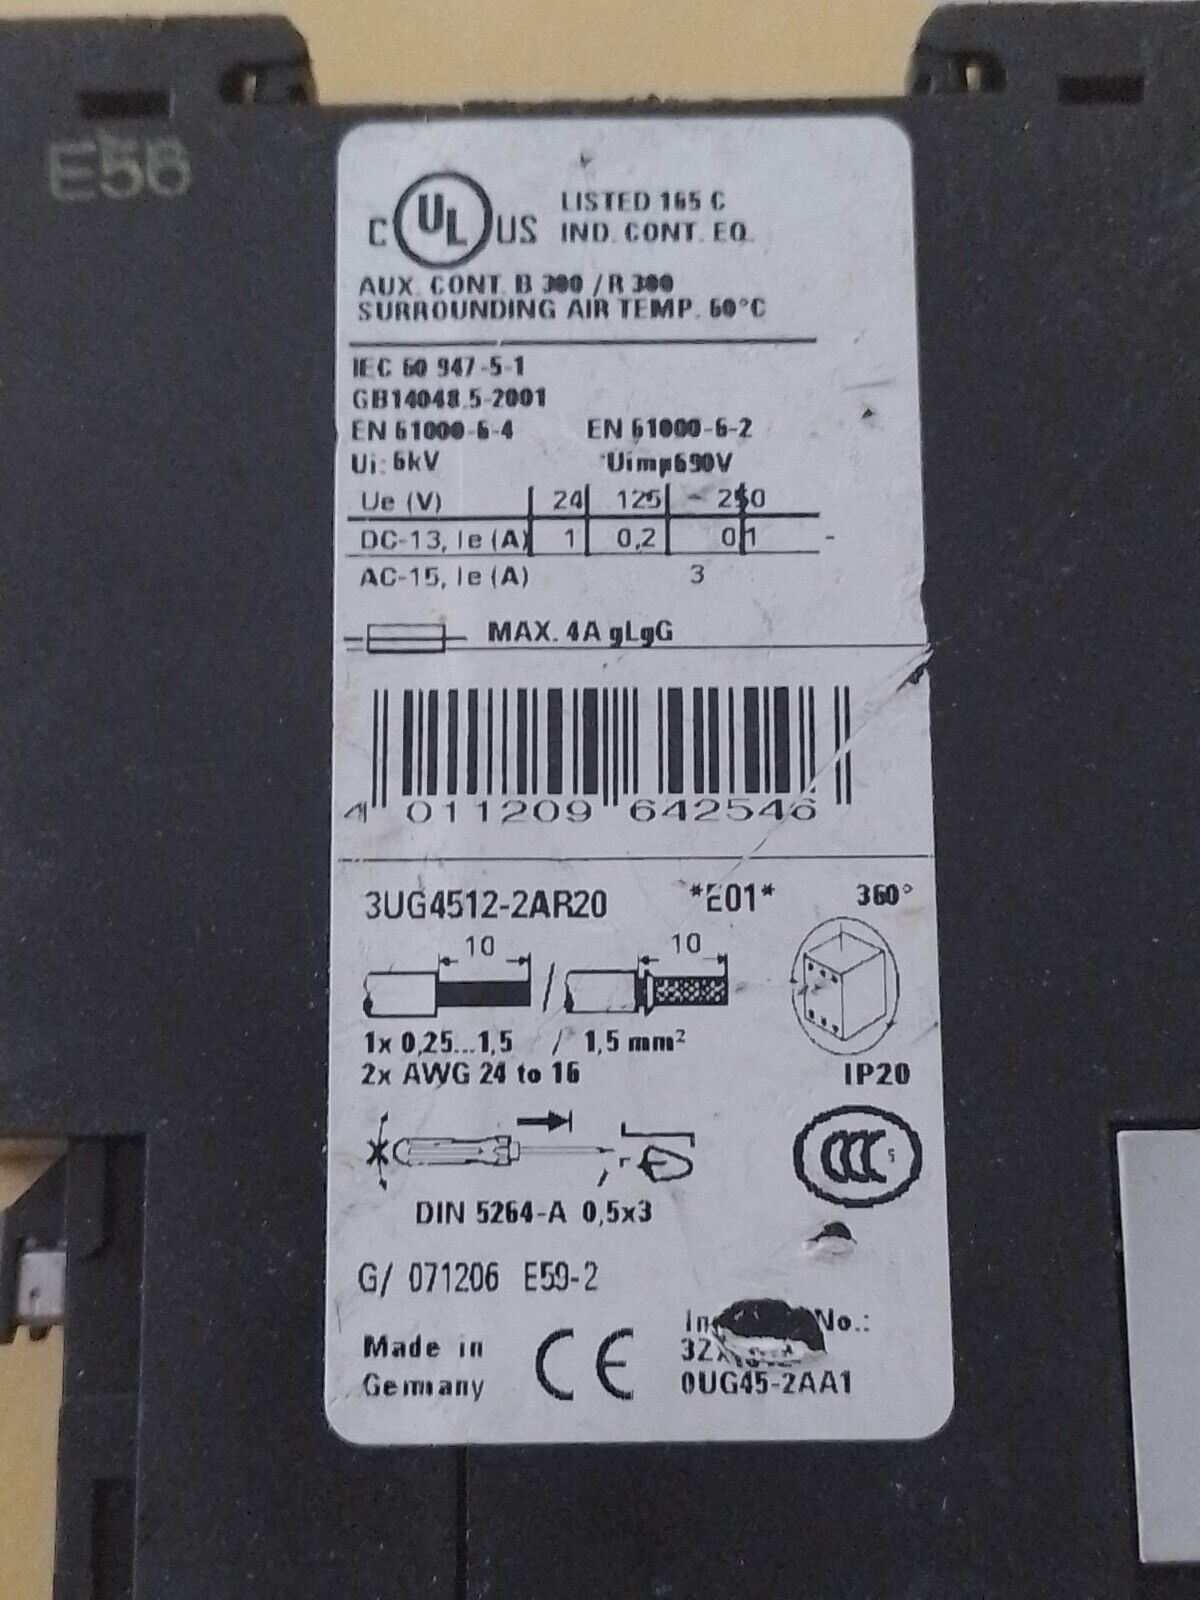 E56
C UL US LISTED 165 C
IND. CONT. EQ.
AUX. CONT. B 300 / R 300
SURROUNDING AIR TEMP. 60°C
IEC 60 947-5-1
GB14048.5-2001
EN 61000-6-4 EN 61000-6-2
Ui: 6kV Uimp690V
Ue (V) 24 125 - 250
DC-13, Ie (A) 1 0,2 0,1 -
AC-15, Ie (A) 3
MAX. 4A gLgG
4 011209 642546
3UG4512-2AR20 *E01* 360°
10 10
1x 0,25...1,5 / 1,5 mm²
2x AWG 24 to 16 IP20
CCC S
DIN 5264-A 0,5x3
G/ 071206 E59-2
No.:
Made in CE
Germany 0UG45-2AA1